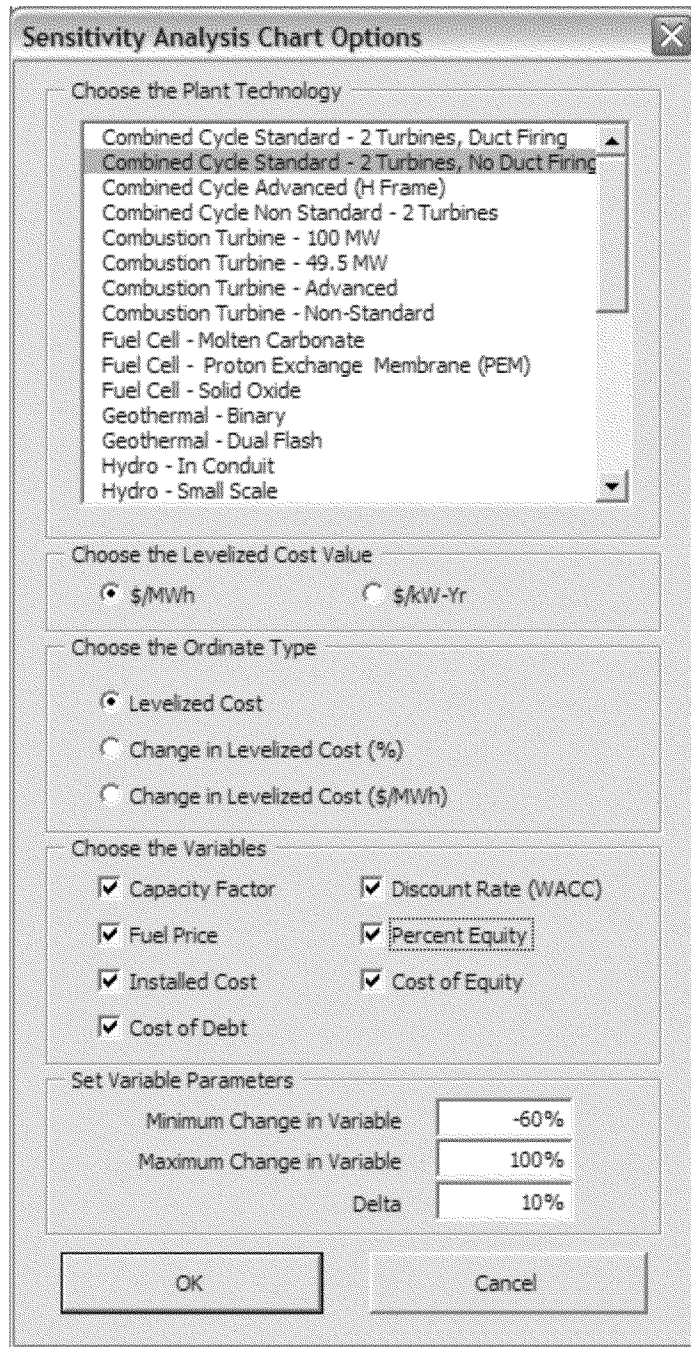 Sensitivity Analysis Chart Options
Choose the Plant Technology
Combined Cycle Standard - 2 Turbines, Duct Firing
Combined Cycle Standard - 2 Turbines, No Duct Firing
Combined Cycle Advanced (H Frame)
Combined Cycle Non Standard - 2 Turbines
Combustion Turbine - 100 MW
Combustion Turbine - 49.5 MW
Combustion Turbine - Advanced
Combustion Turbine - Non-Standard
Fuel Cell - Molten Carbonate
Fuel Cell - Proton Exchange Membrane (PEM)
Fuel Cell - Solid Oxide
Geothermal - Binary
Geothermal - Dual Flash
Hydro - In Conduit
Hydro - Small Scale
Choose the Levelized Cost Value
$/MWh $/kW-Yr
Choose the Ordinate Type
Levelized Cost
Change in Levelized Cost (%)
Change in Levelized Cost ($/MWh)
Choose the Variables
Capacity Factor Discount Rate (WACC)
Fuel Price Percent Equity
Installed Cost Cost of Equity
Cost of Debt
Set Variable Parameters
Minimum Change in Variable -60%
Maximum Change in Variable 100%
Delta 10%
OK Cancel